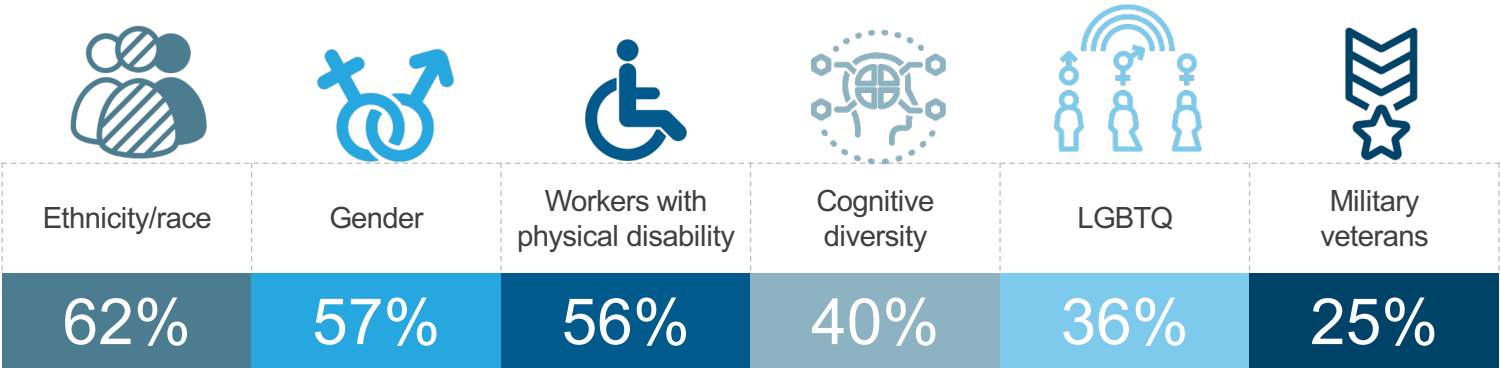 Ethnicity/race
Gender
Workers with
physical disability
Cognitive
diversity
LGBTQ
Military
veterans
62%
57%
56%
40%
36%
25%